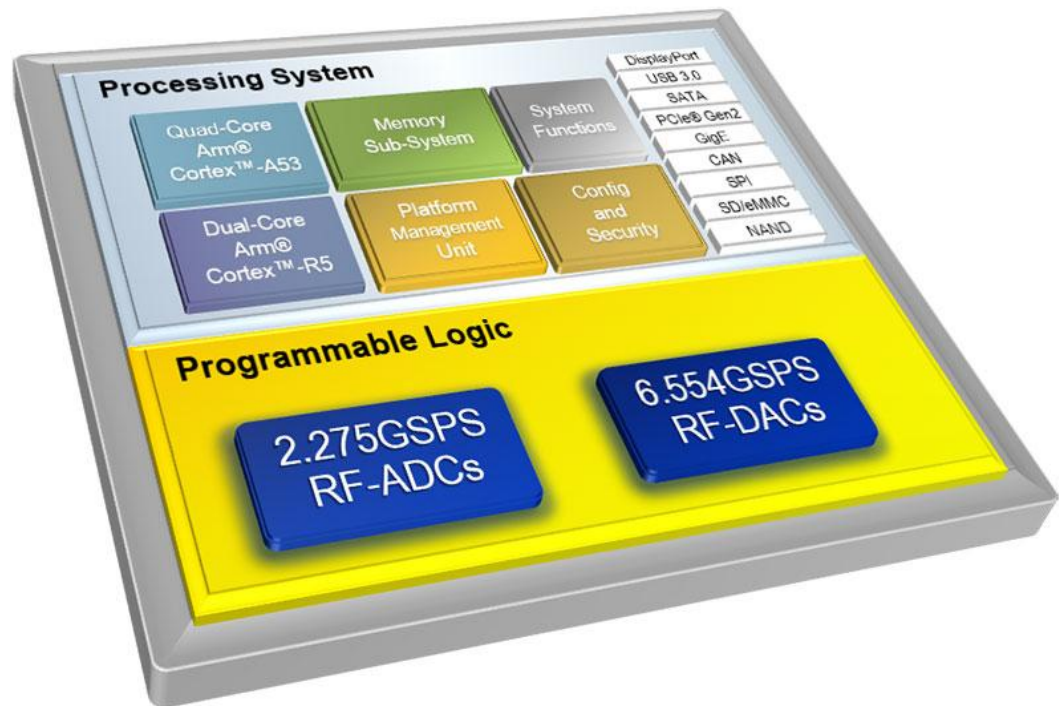 Processing System
Quad-Core
Arm®
Cortex™-A53
Memory
Sub-System
System
Functions
Dual-Core
Arm®
Cortex™-R5
Platform
Management
Unit
Config
and
Security
DisplayPort
USB 3.0
SATA
PCIe® Gen2
GigE
CAN
SPI
SD/eMMC
NAND
Programmable Logic
2.275GSPS
RF-ADCs
6.554GSPS
RF-DACs